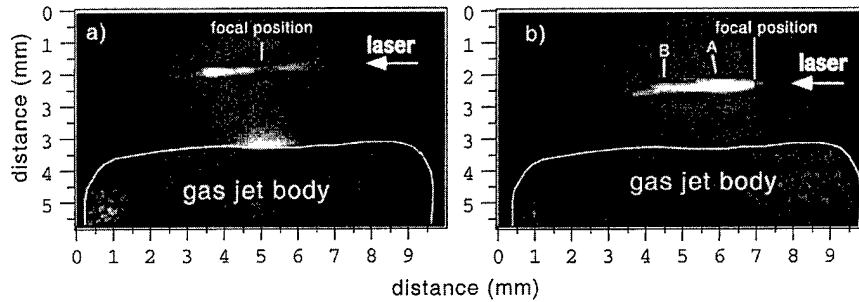 a)
focal position
laser
gas jet body
0
1
2
3
4
5
distance (mm)
0 1 2 3 4 5 6 7 8 9
b)
B
A
focal position
laser
gas jet body
0
1
2
3
4
5
0 1 2 3 4 5 6 7 8 9
distance (mm)